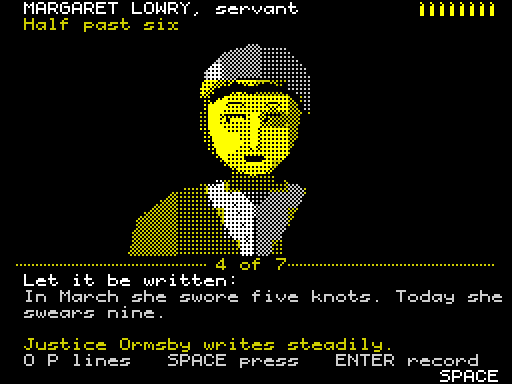 MARGARET LOWRY, servant
Half past six
4 of 7
Let it be written:
In March she swore five knots. Today she
swears nine.
Justice Ormsby writes steadily.
O P lines   SPACE press   ENTER record
SPACE